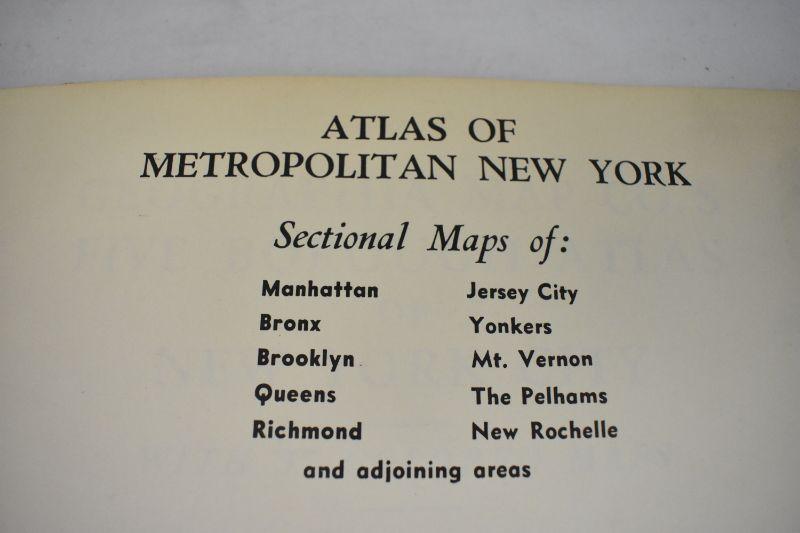 ATLAS OF
METROPOLITAN NEW YORK
Sectional Maps of:
Manhattan Jersey City
Bronx Yonkers
Brooklyn Mt. Vernon
Queens The Pelhams
Richmond New Rochelle
and adjoining areas